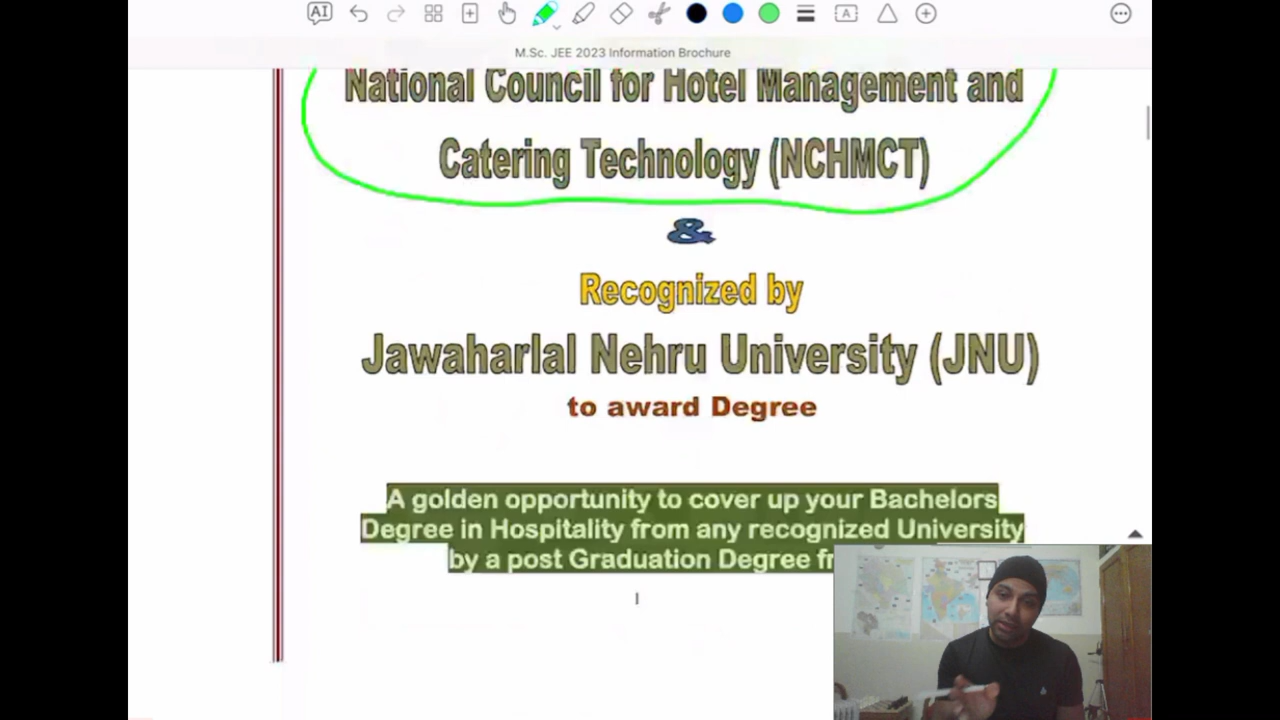 AI
A
M.Sc. JEE 2023 Information Brochure
National Council for Hotel Management and
Catering Technology (NCHMCT)
&
Recognized by
Jawaharlal Nehru University (JNU)
to award Degree
A golden opportunity to cover up your Bachelors
Degree in Hospitality from any recognized University
by a post Graduation Degree